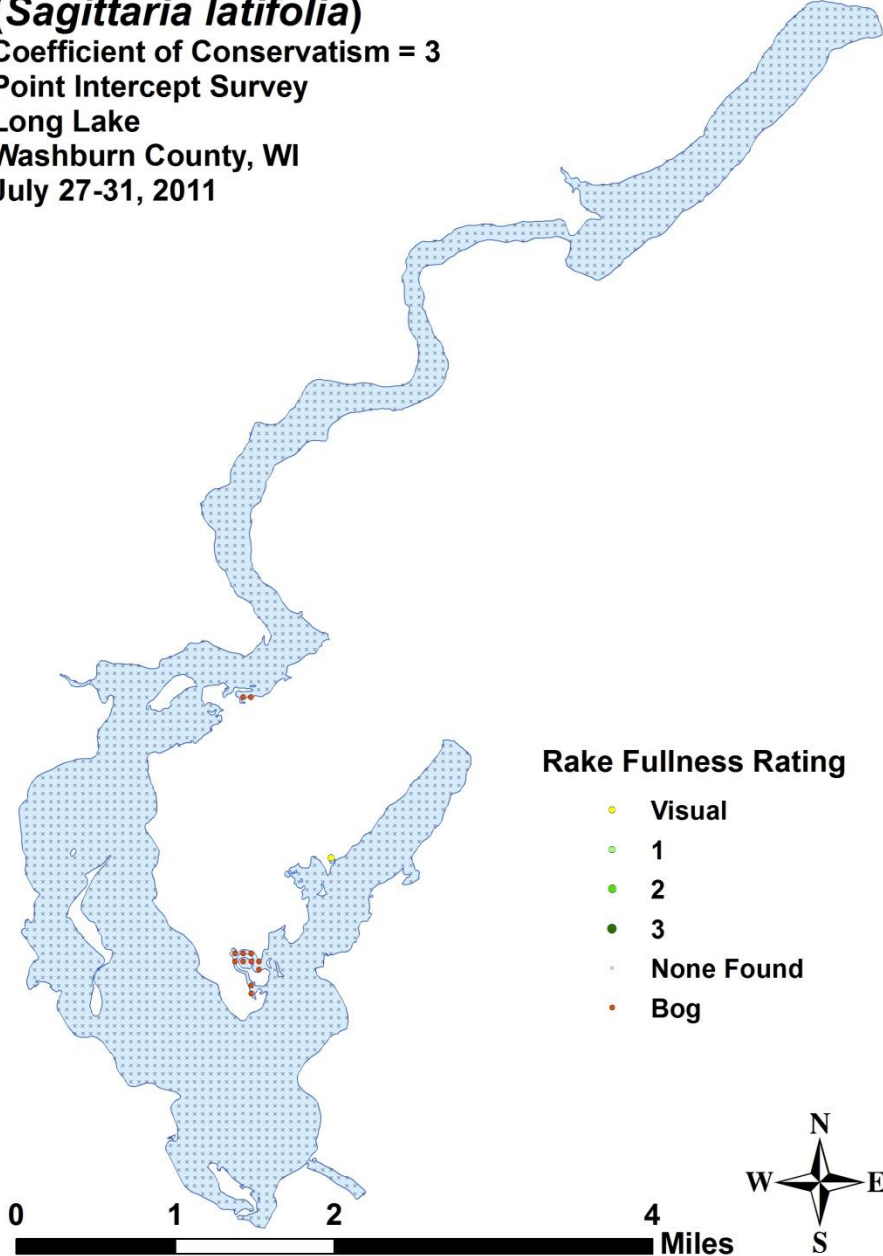 (Sagittaria latifolia)
Coefficient of Conservatism = 3
Point Intercept Survey
Long Lake
Washburn County, WI
July 27-31, 2011
Rake Fullness Rating
Visual
1
2
3
None Found
Bog
N
W E
S
0 1 2 4
Miles